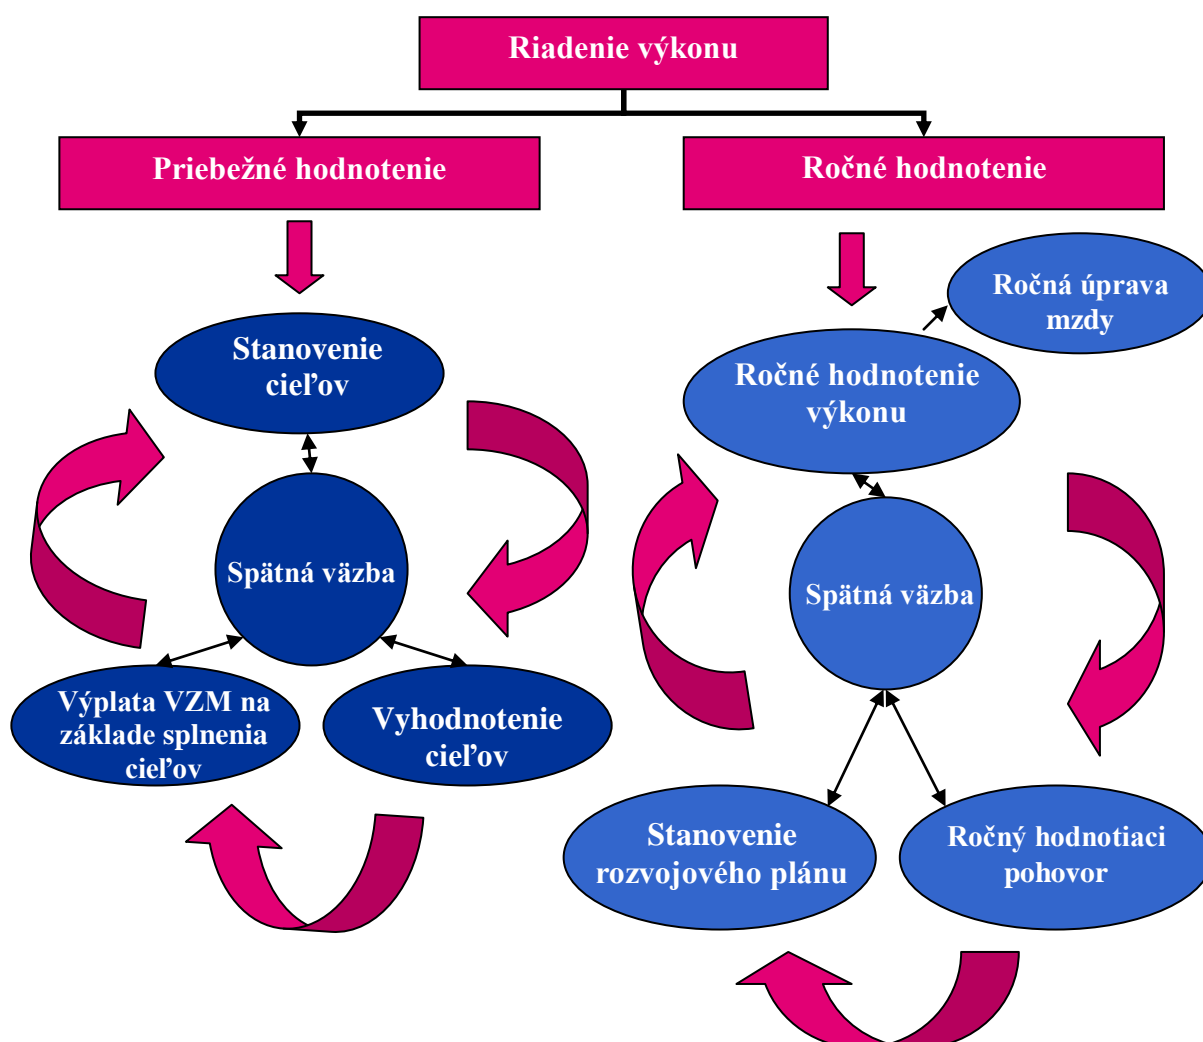 Riadenie výkonu
Priebežné hodnotenie
Ročné hodnotenie
Stanovenie
cieľov
Spätná väzba
Výplata VZM na
základe splnenia
cieľov
Vyhodnotenie
cieľov
Ročná úprava
mzdy
Ročné hodnotenie
výkonu
Spätná väzba
Stanovenie
rozvojového plánu
Ročný hodnotiaci
pohovor